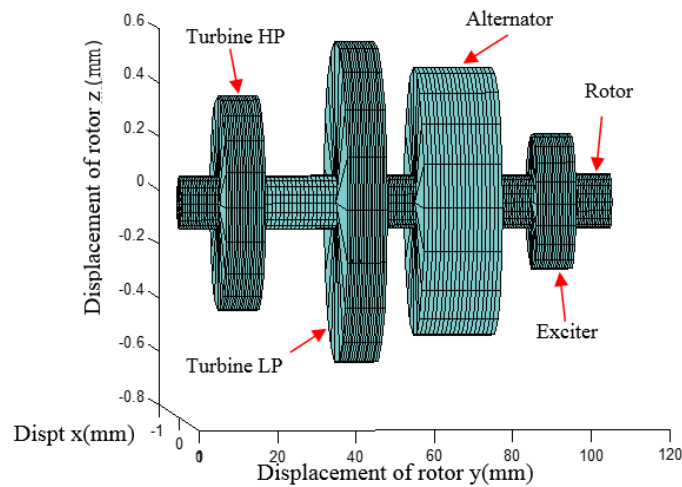 Alternator
Turbine HP
Rotor
Turbine LP
Exciter
Displacement of rotor z.(mm)
0.6
0.4
0.2
0
-0.2
-0.4
-0.6
-0.8
Dispt x(mm)
-1
0
1
0
20
40
60
80
100
120
Displacement of rotor y(mm)